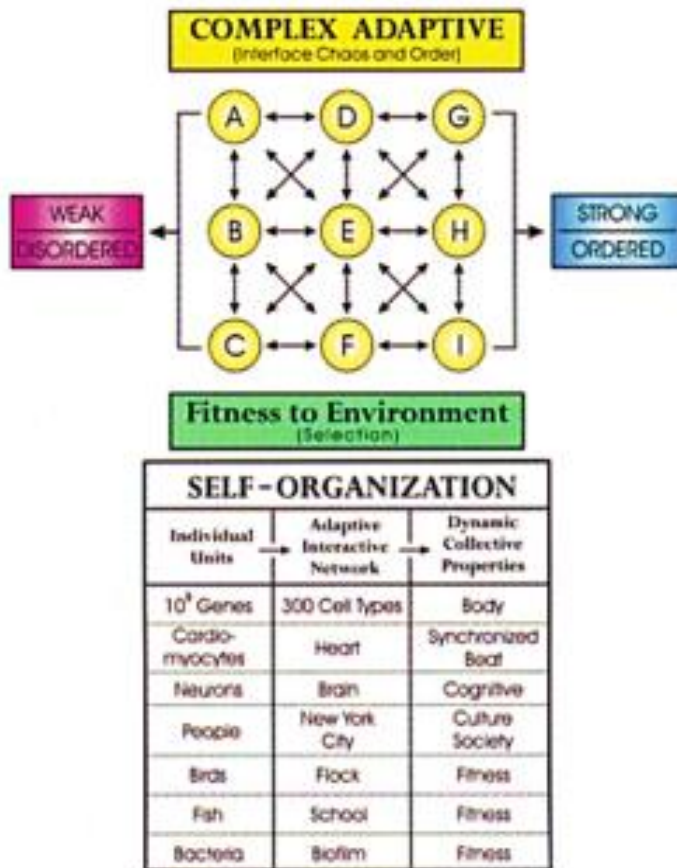 COMPLEX ADAPTIVE
(Interface Chaos and Order)
A D G
WEAK
DISORDERED
B E H
STRONG
ORDERED
C F I
Fitness to Environment
(Selection)
SELF-ORGANIZATION
Individual Units → Adaptive Interactive Network → Dynamic Collective Properties
10⁹ Genes 300 Cell Types Body
Cardio-myocytes Heart Synchronized Beat
Neurons Brain Cognitive
People New York City Culture Society
Birds Flock Fitness
Fish School Fitness
Bacteria Biofilm Fitness